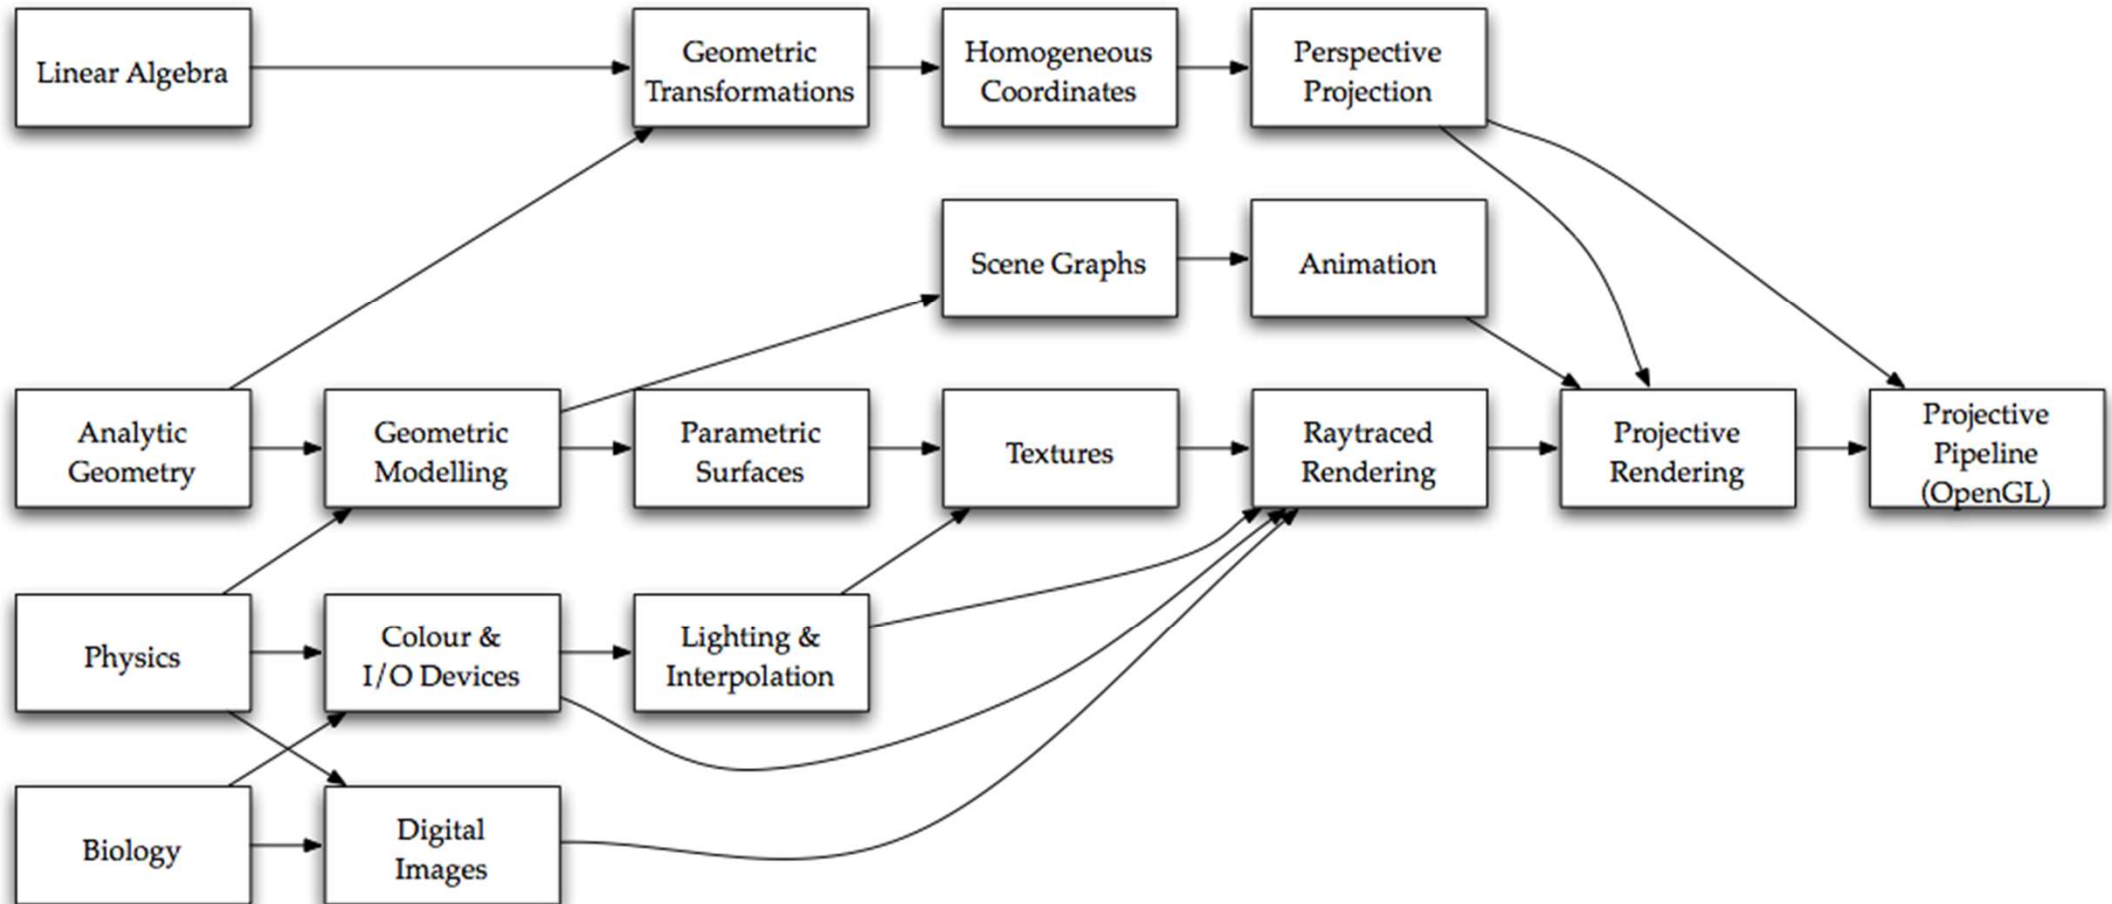 Linear Algebra
Geometric
Transformations
Homogeneous
Coordinates
Perspective
Projection
Scene Graphs
Animation
Analytic
Geometry
Geometric
Modelling
Parametric
Surfaces
Textures
Raytraced
Rendering
Projective
Rendering
Projective
Pipeline
(OpenGL)
Physics
Colour &
I/O Devices
Lighting &
Interpolation
Biology
Digital
Images